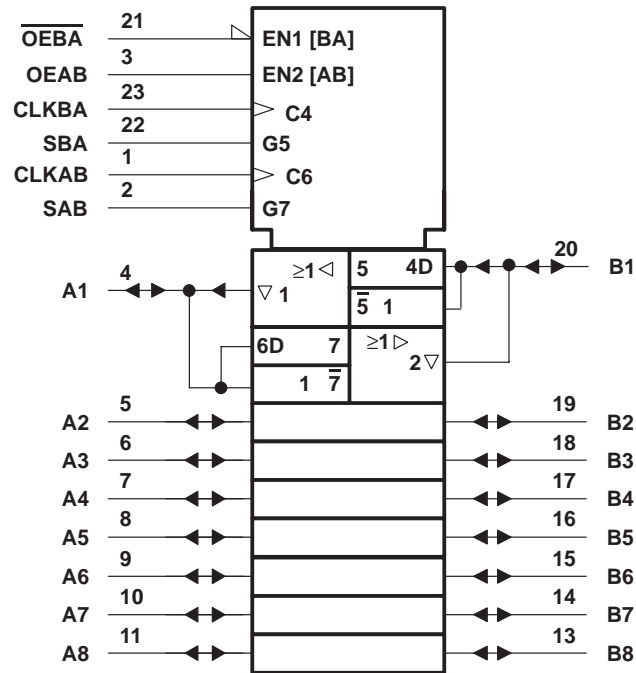 OEBA 21 EN1 [BA]
OEAB 3 EN2 [AB]
CLKBA 23 C4
SBA 22 G5
CLKAB 1 C6
SAB 2 G7
A1 4 ≥1 ◁ 5 4D 20 B1
▽ 1 5̅ 1
6D 7 ≥1 ▷
2 ▽
1 7̅
A2 5 19 B2
A3 6 18 B3
A4 7 17 B4
A5 8 16 B5
A6 9 15 B6
A7 10 14 B7
A8 11 13 B8